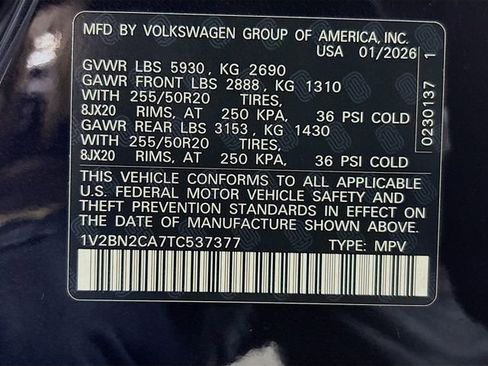 MFD BY VOLKSWAGEN GROUP OF AMERICA, INC.
USA 01/2026
GVWR LBS 5930, KG 2690
GAWR FRONT LBS 2888, KG 1310
WITH 255/50R20 TIRES,
8JX20 RIMS, AT 250 KPA, 36 PSI COLD
GAWR REAR LBS 3153, KG 1430
WITH 255/50R20 TIRES,
8JX20 RIMS, AT 250 KPA, 36 PSI COLD
THIS VEHICLE CONFORMS TO ALL APPLICABLE
U.S. FEDERAL MOTOR VEHICLE SAFETY AND
THEFT PREVENTION STANDARDS IN EFFECT ON
THE DATE OF MANUFACTURE SHOWN ABOVE.
1V2BN2CA7TC537377 TYPE: MPV
0230137 1